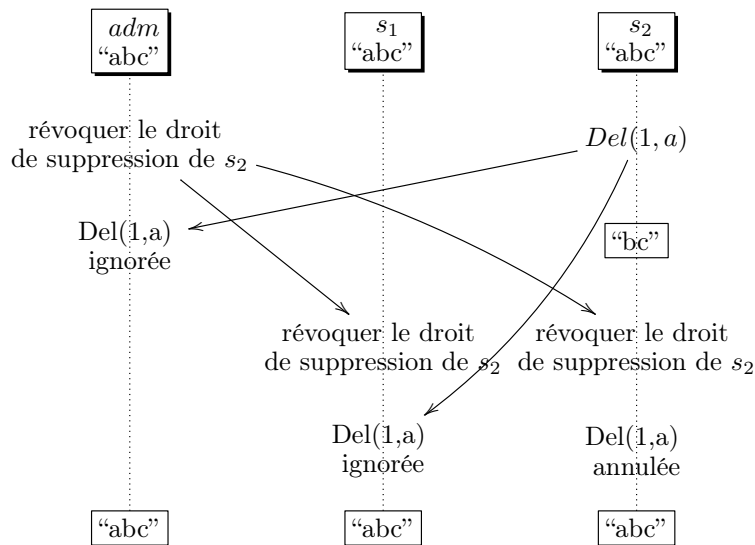 adm
“abc”
s₁
“abc”
s₂
“abc”
révoquer le droit
de suppression de s₂
Del(1, a)
Del(1,a)
ignorée
“bc”
révoquer le droit
de suppression de s₂
révoquer le droit
de suppression de s₂
Del(1,a)
ignorée
Del(1,a)
annulée
“abc”
“abc”
“abc”